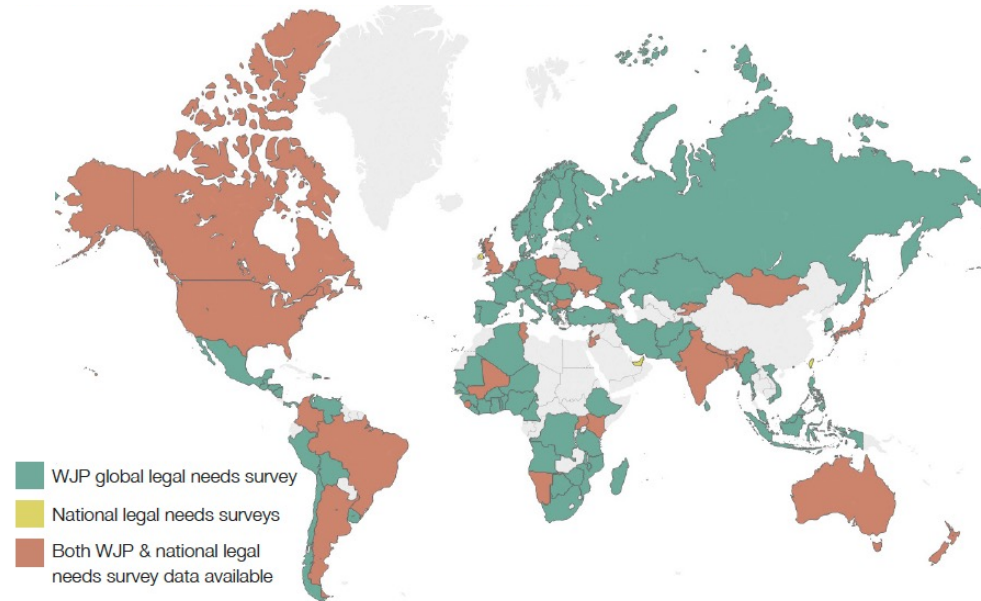 WJP global legal needs survey
National legal needs surveys
Both WJP & national legal
needs survey data available